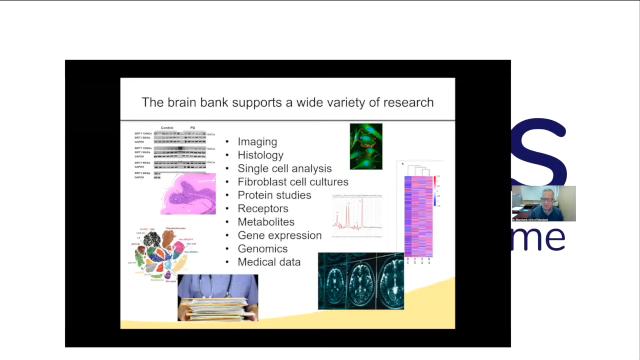 The brain bank supports a wide variety of research
Control PD
• Imaging
• Histology
• Single cell analysis
• Fibroblast cell cultures
• Protein studies
• Receptors
• Metabolites
• Gene expression
• Genomics
• Medical data
S
me